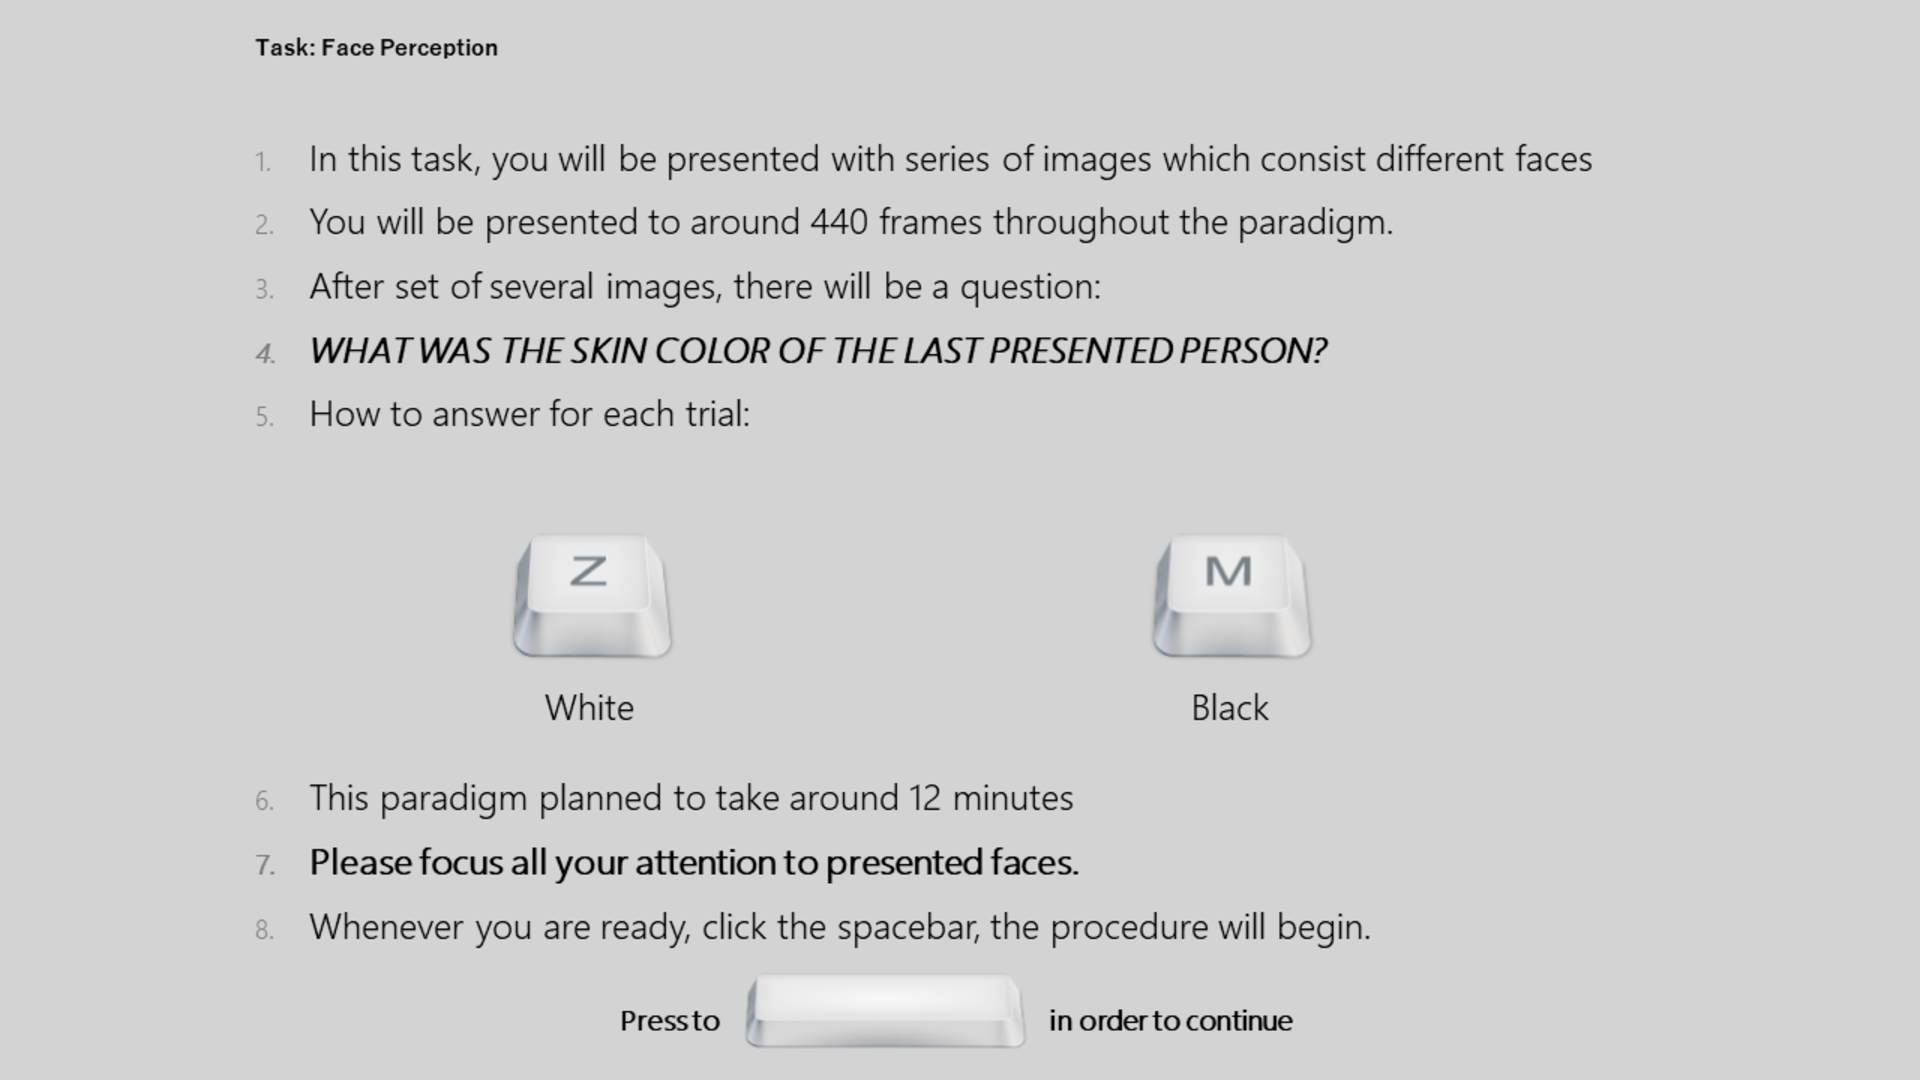 Task: Face Perception
1. In this task, you will be presented with series of images which consist different faces
2. You will be presented to around 440 frames throughout the paradigm.
3. After set of several images, there will be a question:
4. WHAT WAS THE SKIN COLOR OF THE LAST PRESENTED PERSON?
5. How to answer for each trial:
Z M
White Black
6. This paradigm planned to take around 12 minutes
7. Please focus all your attention to presented faces.
8. Whenever you are ready, click the spacebar, the procedure will begin.
Press to in order to continue